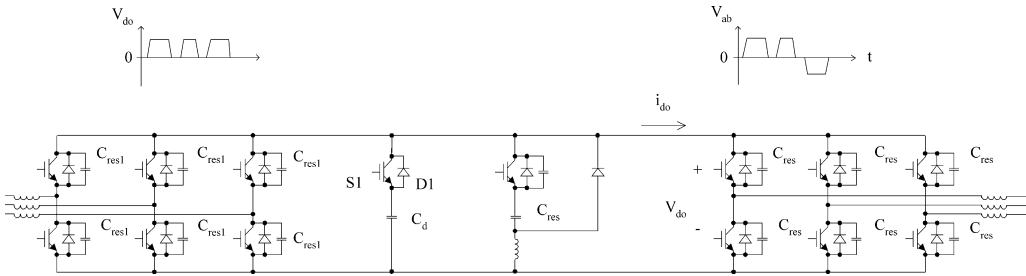 V_do
0
V_ab
0
t
i_do
C_res1
C_res1
C_res1
S1
D1
C_d
C_res
+
V_do
-
C_res
C_res
C_res
C_res1
C_res1
C_res1
C_res
C_res
C_res